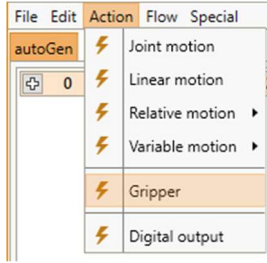 File Edit Action Flow Special
autoGen
0
Joint motion
Linear motion
Relative motion
Variable motion
Gripper
Digital output